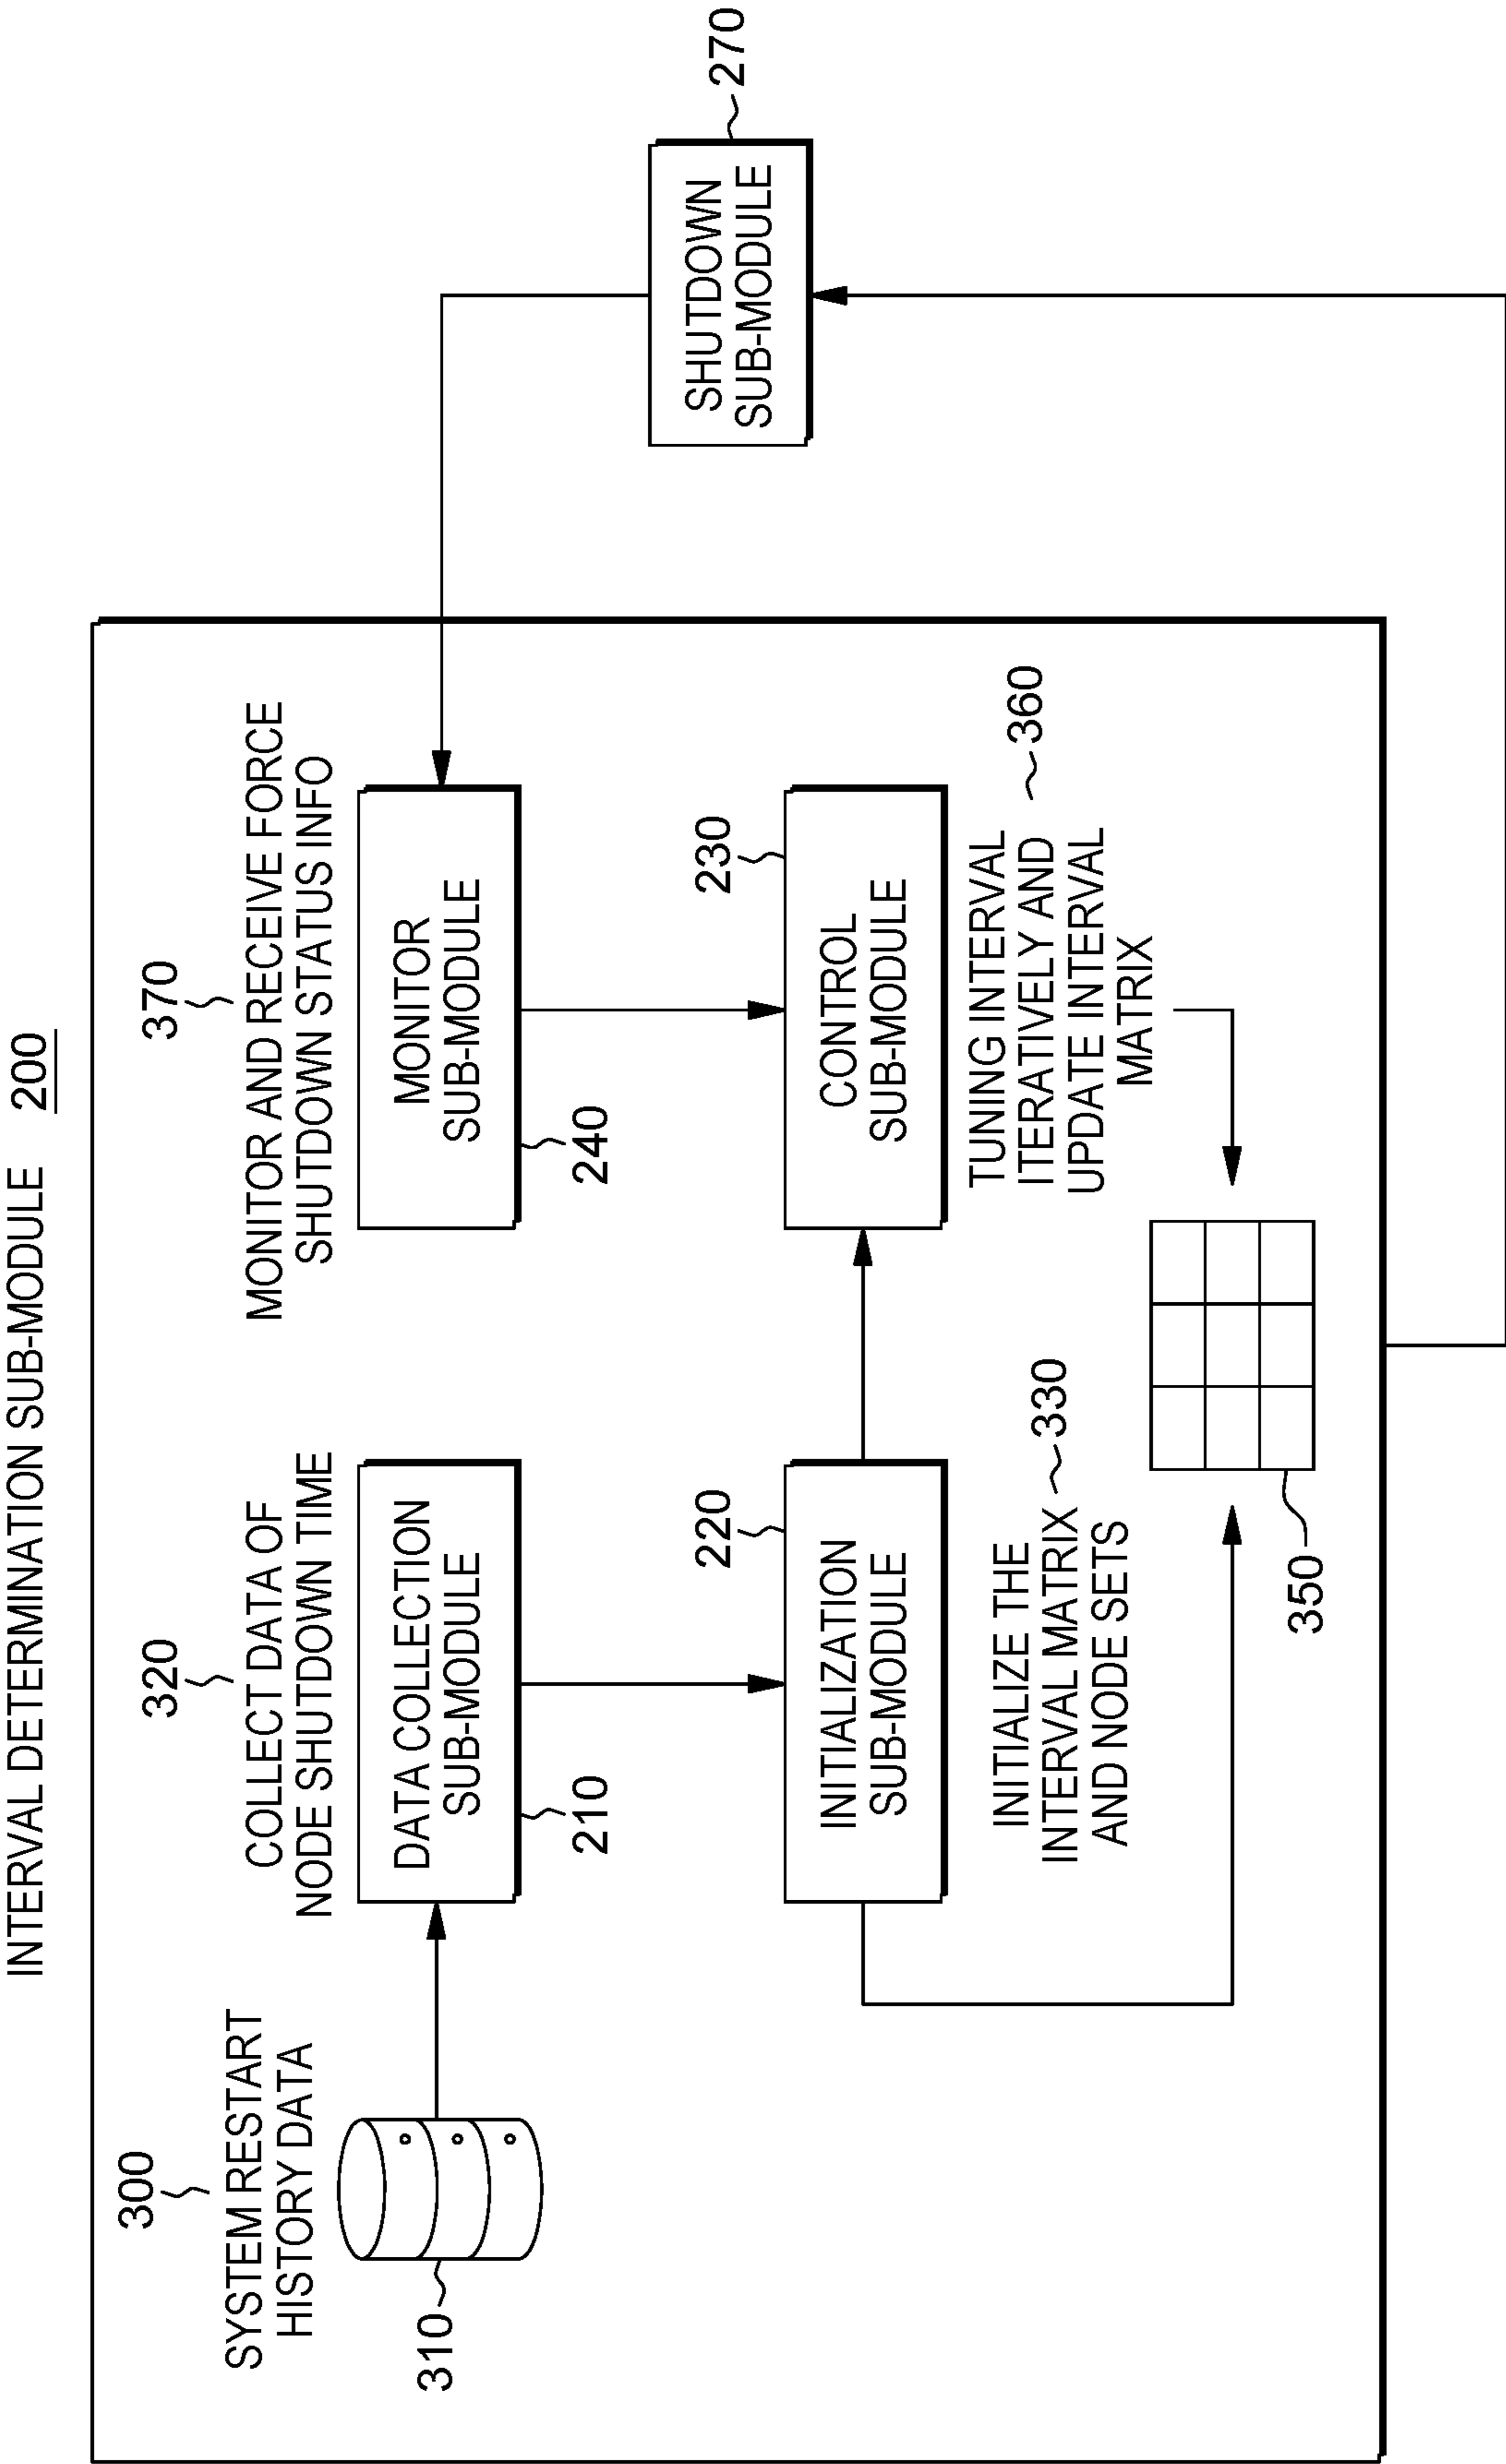 INTERVAL DETERMINATION SUB-MODULE 200
300
SYSTEM RESTART
HISTORY DATA
310
320
COLLECT DATA OF
NODE SHUTDOWN TIME
DATA COLLECTION
SUB-MODULE
210
370
MONITOR AND RECEIVE FORCE
SHUTDOWN STATUS INFO
MONITOR
SUB-MODULE
240
SHUTDOWN
SUB-MODULE
270
220
INITIALIZATION
SUB-MODULE
INITIALIZE THE
INTERVAL MATRIX
AND NODE SETS
330
230
CONTROL
SUB-MODULE
TUNING INTERVAL
ITERATIVELY AND
UPDATE INTERVAL
MATRIX
360
350